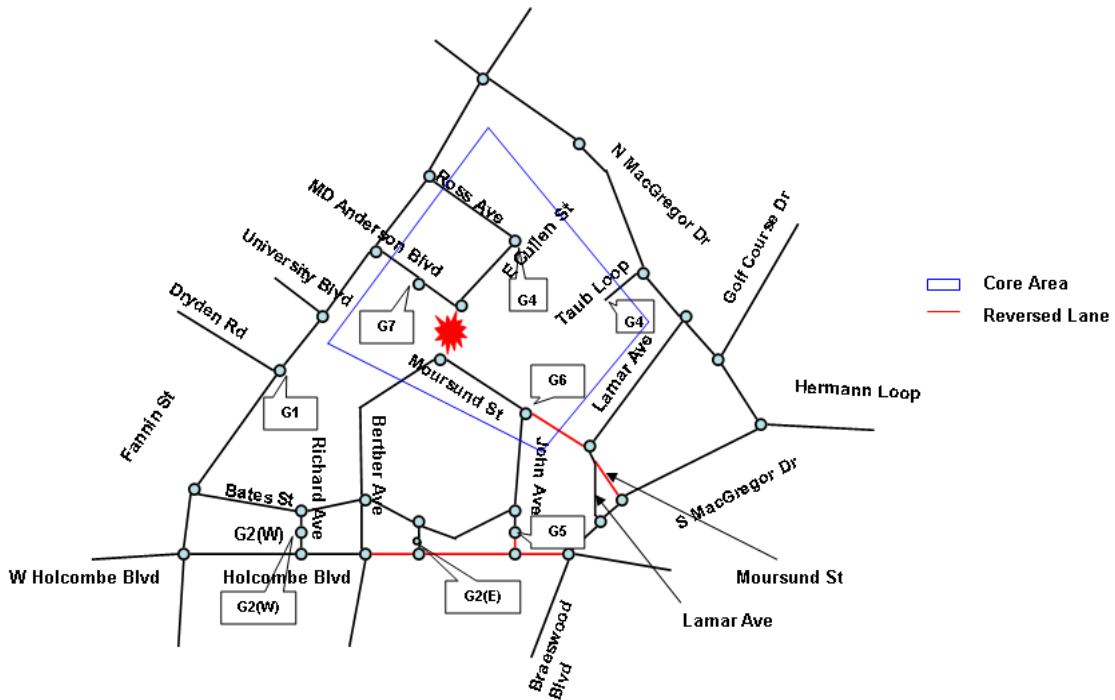 N MacGregor Dr
Ross Ave
MD Anderson Blvd
E Cullen St
Golf Course Dr
University Blvd
Taub Loop
Core Area
Dryden Rd
G4
G7
G4
Reversed Lane
Lamar Ave
Moursund St
G6
Hermann Loop
G1
Fannin St
Bertber Ave
John Ave
Richard Ave
S MacGregor Dr
Bates St
G2(W)
G5
W Holcombe Blvd
Holcombe Blvd
Moursund St
G2(W)
G2(E)
Lamar Ave
Braeswood
Blvd